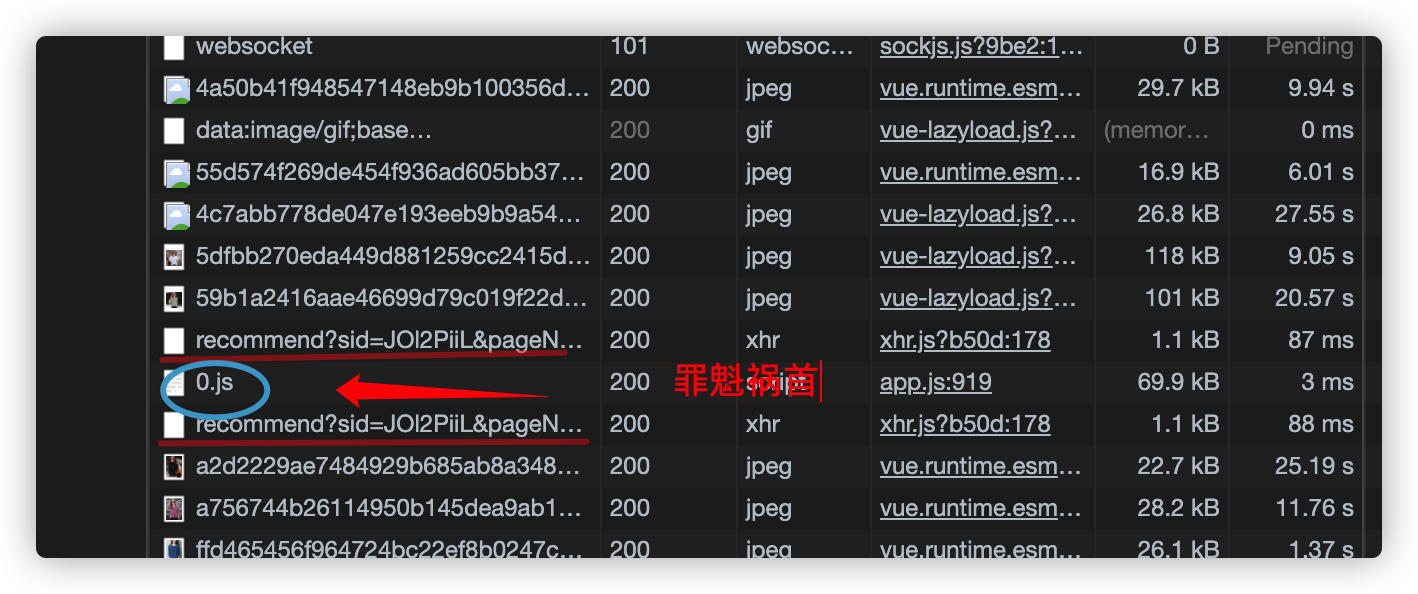 websocket 101 websoc... sockjs.js?9be2:1... 0 B Pending
4a50b41f948547148eb9b100356d... 200 jpeg vue.runtime.esm... 29.7 kB 9.94 s
data:image/gif;base... 200 gif vue-lazyload.js?... (memor... 0 ms
55d574f269de454f936ad605bb37... 200 jpeg vue.runtime.esm... 16.9 kB 6.01 s
4c7abb778de047e193eeb9b9a54... 200 jpeg vue-lazyload.js?... 26.8 kB 27.55 s
5dfbb270eda449d881259cc2415d... 200 jpeg vue-lazyload.js?... 118 kB 9.05 s
59b1a2416aae46699d79c019f22d... 200 jpeg vue-lazyload.js?... 101 kB 20.57 s
recommend?sid=JOl2PiiL&pageN... 200 xhr xhr.js?b50d:178 1.1 kB 87 ms
0.js 200 script app.js:919 69.9 kB 3 ms
罪魁祸首
recommend?sid=JOl2PiiL&pageN... 200 xhr xhr.js?b50d:178 1.1 kB 88 ms
a2d2229ae7484929b685ab8a348... 200 jpeg vue.runtime.esm... 22.7 kB 25.19 s
a756744b26114950b145dea9ab1... 200 jpeg vue.runtime.esm... 28.2 kB 11.76 s
ffd465456f964724bc22ef8b0247c... 200 jpeg vue.runtime.esm... 26.1 kB 1.37 s